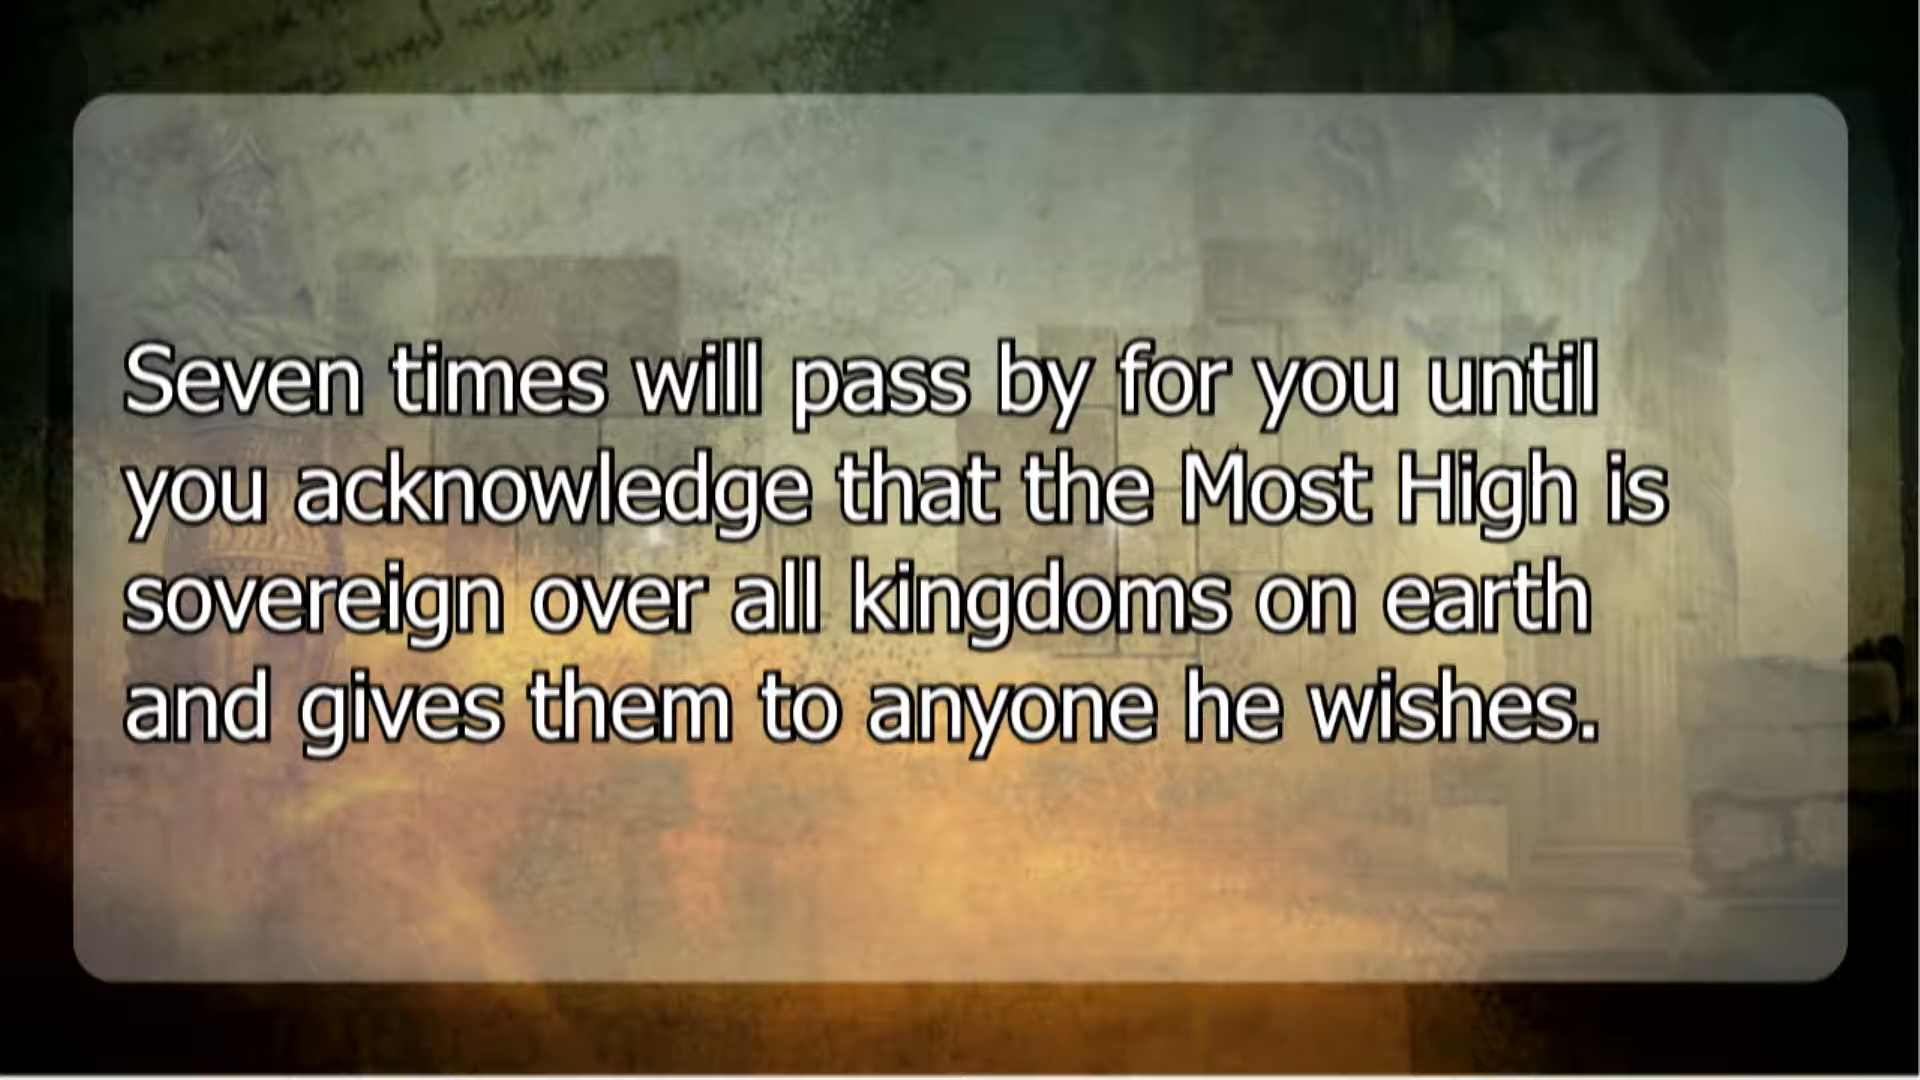 Seven times will pass by for you until
you acknowledge that the Most High is
sovereign over all kingdoms on earth
and gives them to anyone he wishes.